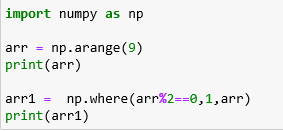 import numpy as np
arr = np.arange(9)
print(arr)
arr1 =  np.where(arr%2==0,1,arr)
print(arr1)